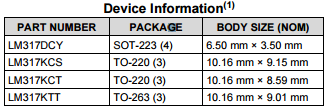 Device Information(1)
PART NUMBER PACKAGE BODY SIZE (NOM)
LM317DCY SOT-223 (4) 6.50 mm × 3.50 mm
LM317KCS TO-220 (3) 10.16 mm × 9.15 mm
LM317KCT TO-220 (3) 10.16 mm × 8.59 mm
LM317KTT TO-263 (3) 10.16 mm × 9.01 mm